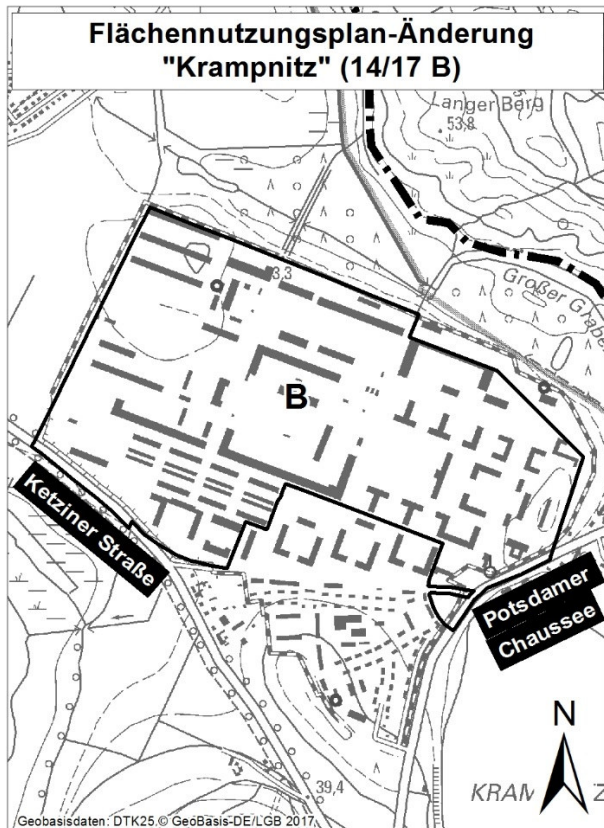 Flächennutzungsplan-Änderung
"Krampnitz" (14/17 B)
Langer Berg
53,8
3,3
Großer Grabe
B
Ketziner Straße
Potsdamer
Chaussee
N
39,4
KRAM Z
Geobasisdaten: DTK25,© GeoBasis-DE/LGB 2017